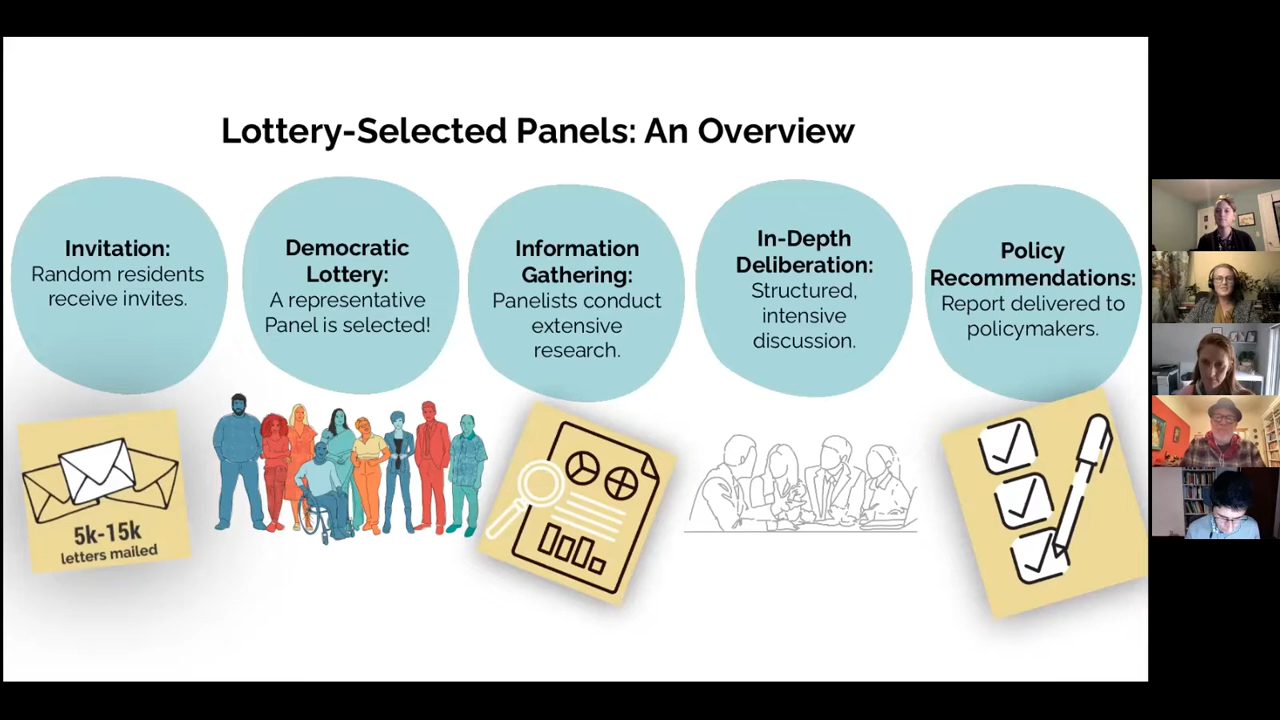 Lottery-Selected Panels: An Overview
Invitation:
Random residents
receive invites.
Democratic
Lottery:
A representative
Panel is selected!
Information
Gathering:
Panelists conduct
extensive
research.
In-Depth
Deliberation:
Structured,
intensive
discussion.
Policy
Recommendations:
Report delivered to
policymakers.
5k-15k
letters mailed